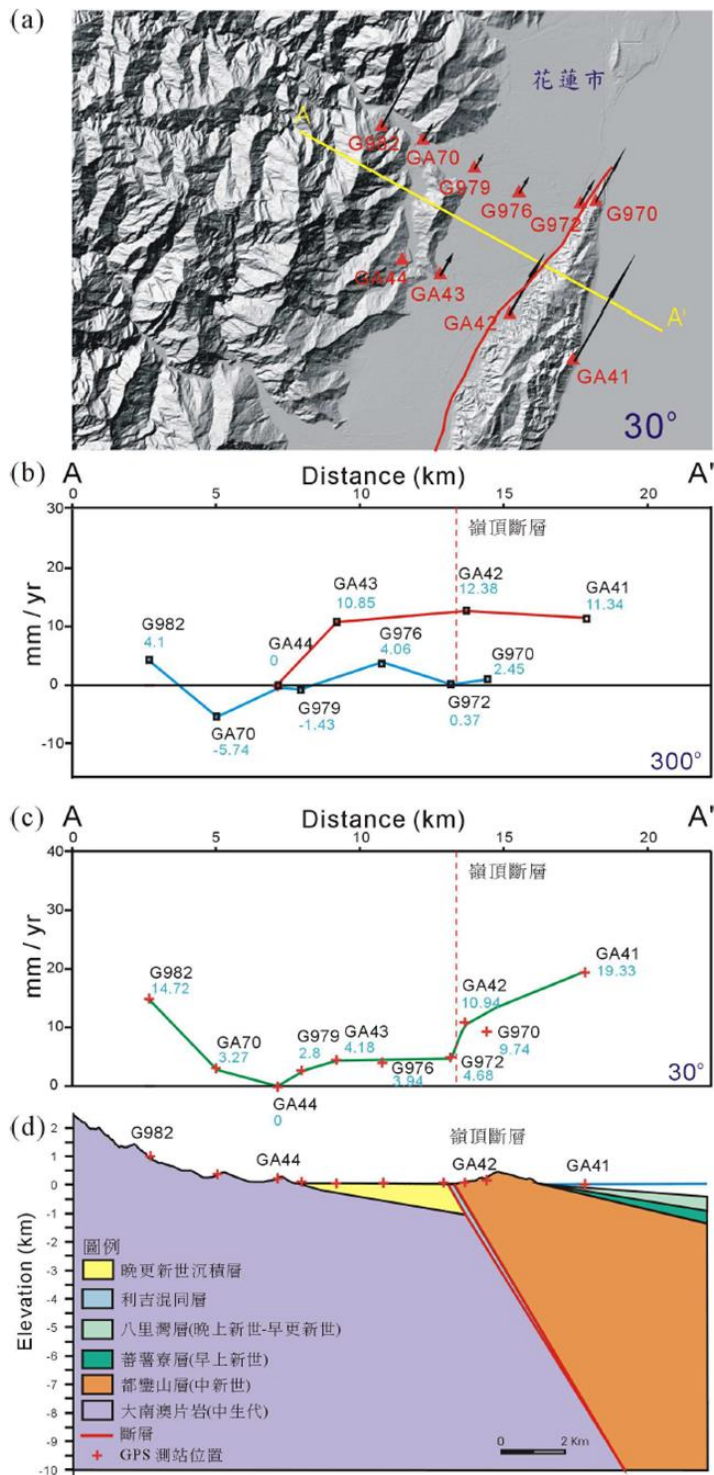 (a)
花蓮市
A
G982
GA70
G979
G976
G972
G970
GA44
GA43
GA42
GA41
A'
30°
(b)
A
Distance (km)
A'
0
5
10
15
20
30
20
10
0
-10
mm / yr
嶺頂斷層
G982
4.1
GA70
-5.74
GA44
0
G979
-1.43
GA43
10.85
G976
4.06
GA42
12.38
G972
0.37
G970
2.45
GA41
11.34
300°
(c)
A
Distance (km)
A'
0
5
10
15
20
40
30
20
10
0
mm / yr
嶺頂斷層
G982
14.72
GA70
3.27
GA44
0
G979
2.8
GA43
4.18
G976
3.94
GA42
10.94
G972
4.68
G970
9.74
GA41
19.33
30°
(d)
2
1
0
-1
-2
-3
-4
-5
-6
-7
-8
-9
-10
Elevation (km)
G982
GA44
嶺頂斷層
GA42
GA41
圖例
晚更新世沉積層
利吉混同層
八里灣層(晚上新世-早更新世)
蕃薯寮層(早上新世)
都鑾山層(中新世)
大南澳片岩(中生代)
斷層
GPS 測站位置
0
2 Km